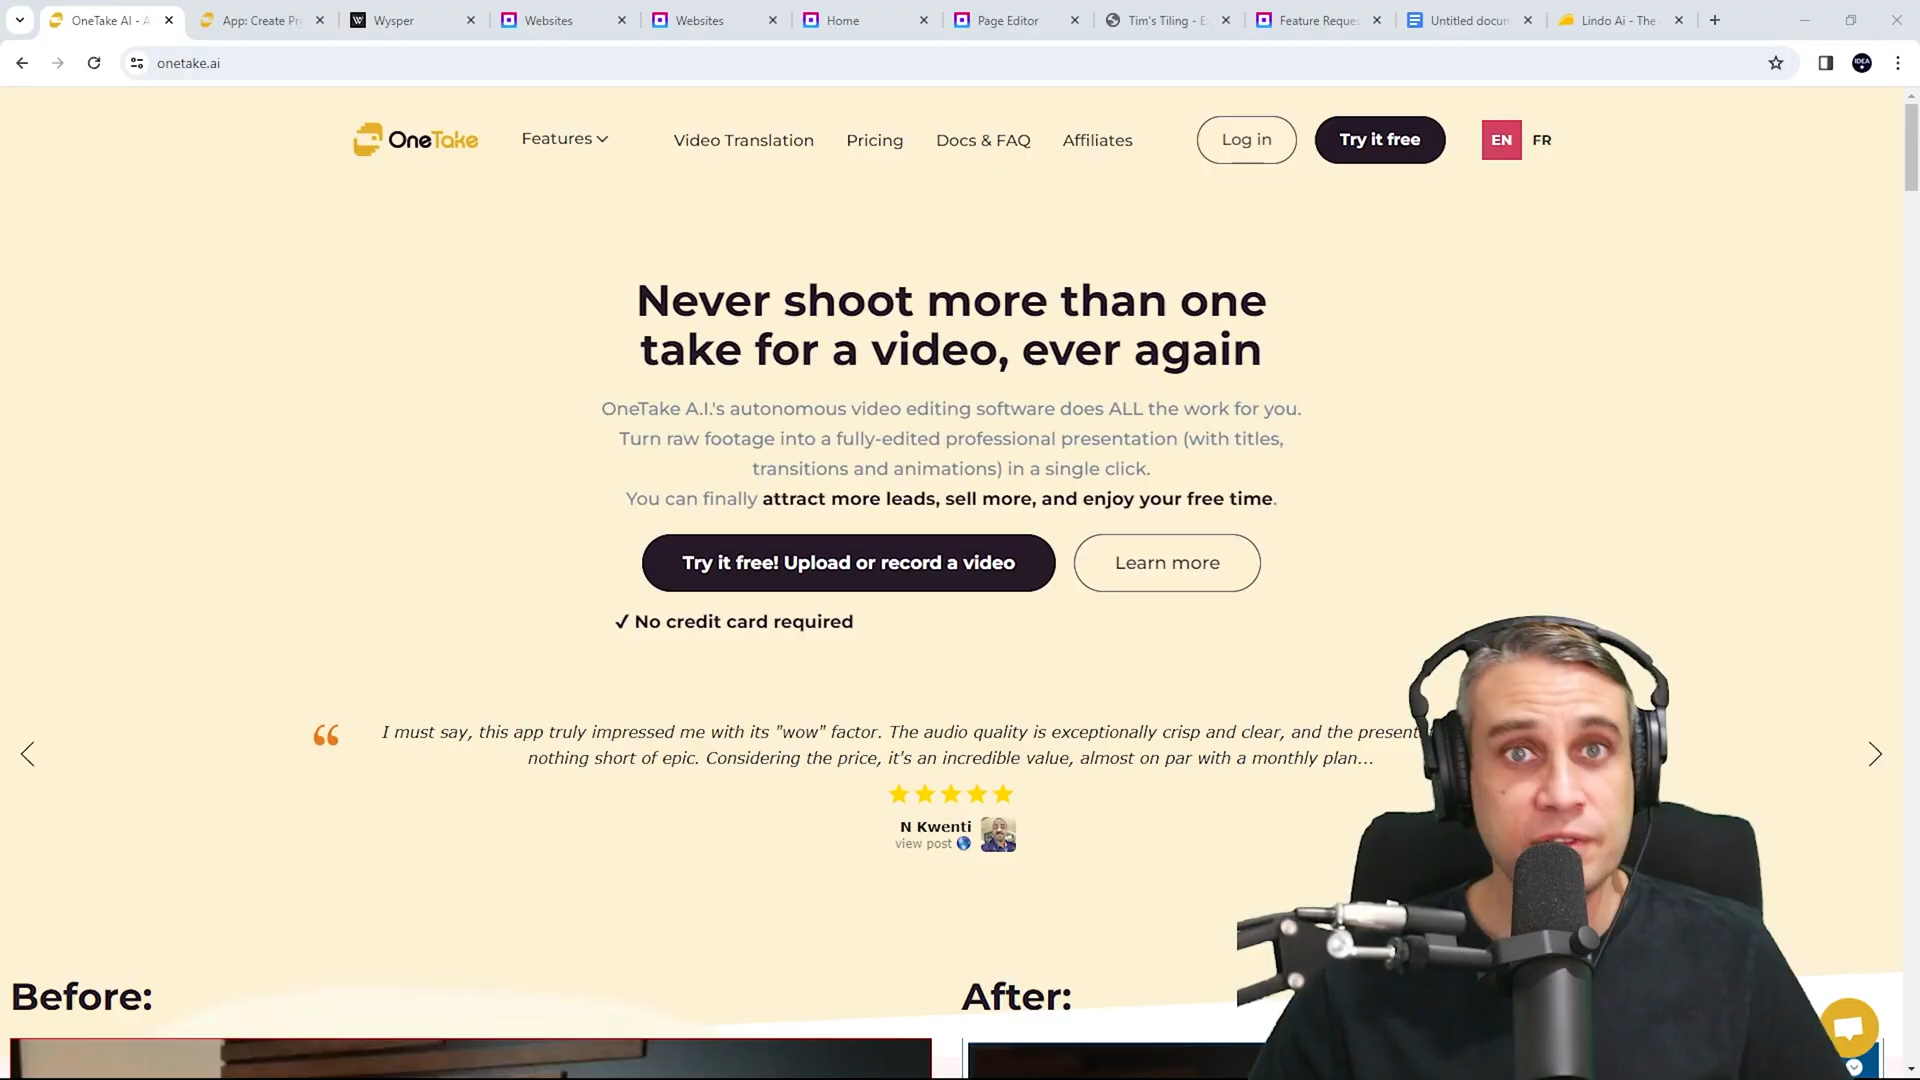 OneTake AI - A
App: Create Pr
Wysper
Websites
Websites
Home
Page Editor
Tim's Tiling - E
Feature Reques
Untitled docum
Lindo Ai - The
onetake.ai
OneTake
Features
Video Translation
Pricing
Docs & FAQ
Affiliates
Log in
Try it free
EN
FR
Never shoot more than one
take for a video, ever again
OneTake A.I.'s autonomous video editing software does ALL the work for you.
Turn raw footage into a fully-edited professional presentation (with titles,
transitions and animations) in a single click.
You can finally attract more leads, sell more, and enjoy your free time.
Try it free! Upload or record a video
Learn more
✓ No credit card required
“
I must say, this app truly impressed me with its "wow" factor. The audio quality is exceptionally crisp and clear, and the present
nothing short of epic. Considering the price, it's an incredible value, almost on par with a monthly plan...
N Kwenti
view post
Before:
After: